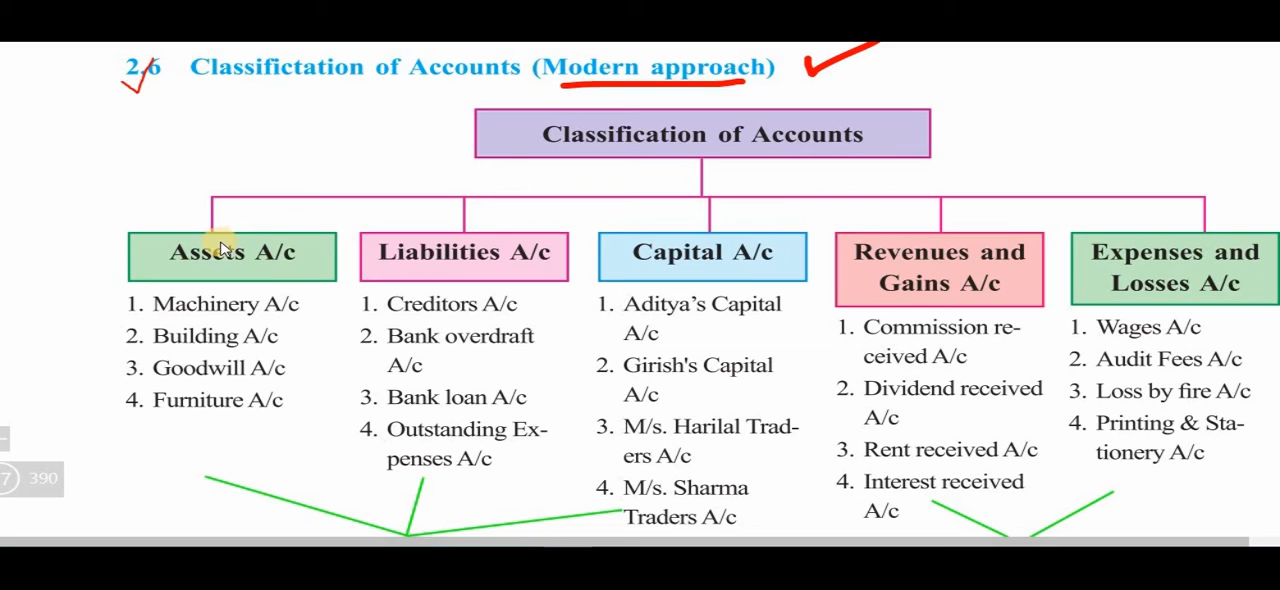 2.6 Classifictation of Accounts (Modern approach)
Classification of Accounts
Assets A/c
1. Machinery A/c
2. Building A/c
3. Goodwill A/c
4. Furniture A/c
Liabilities A/c
1. Creditors A/c
2. Bank overdraft
A/c
3. Bank loan A/c
4. Outstanding Ex-
penses A/c
Capital A/c
1. Aditya's Capital
A/c
2. Girish's Capital
A/c
3. M/s. Harilal Trad-
ers A/c
4. M/s. Sharma
Traders A/c
Revenues and
Gains A/c
1. Commission re-
ceived A/c
2. Dividend received
A/c
3. Rent received A/c
4. Interest received
A/c
Expenses and
Losses A/c
1. Wages A/c
2. Audit Fees A/c
3. Loss by fire A/c
4. Printing & Sta-
tionery A/c
390